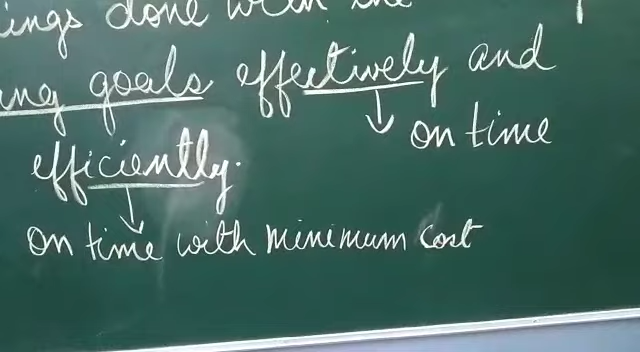 ings done with the
ng goals effectively and
on time
efficiently.
on time with minimum cost